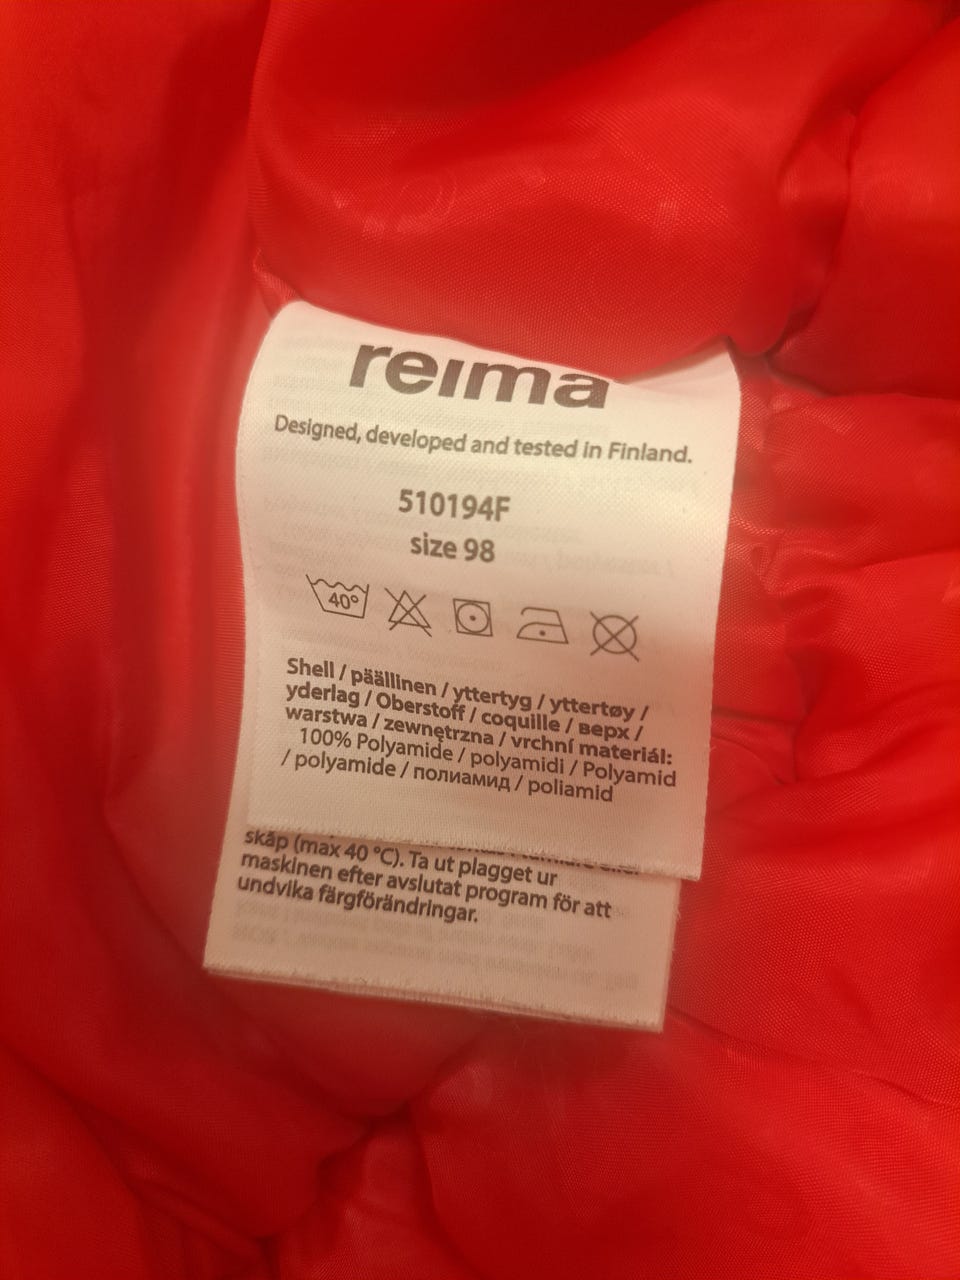 reima
Designed, developed and tested in Finland.
510194F
size 98
40°
Shell / päällinen / yttertyg / yttertøy /
yderlag / Oberstoff / coquille / верх /
warstwa / zewnętrzna / vrchní materiál:
100% Polyamide / polyamidi / Polyamid
/ polyamide / полиамид / poliamid
skåp (max 40 °C). Ta ut plagget ur
maskinen efter avslutat program för att
undvika färgförändringar.